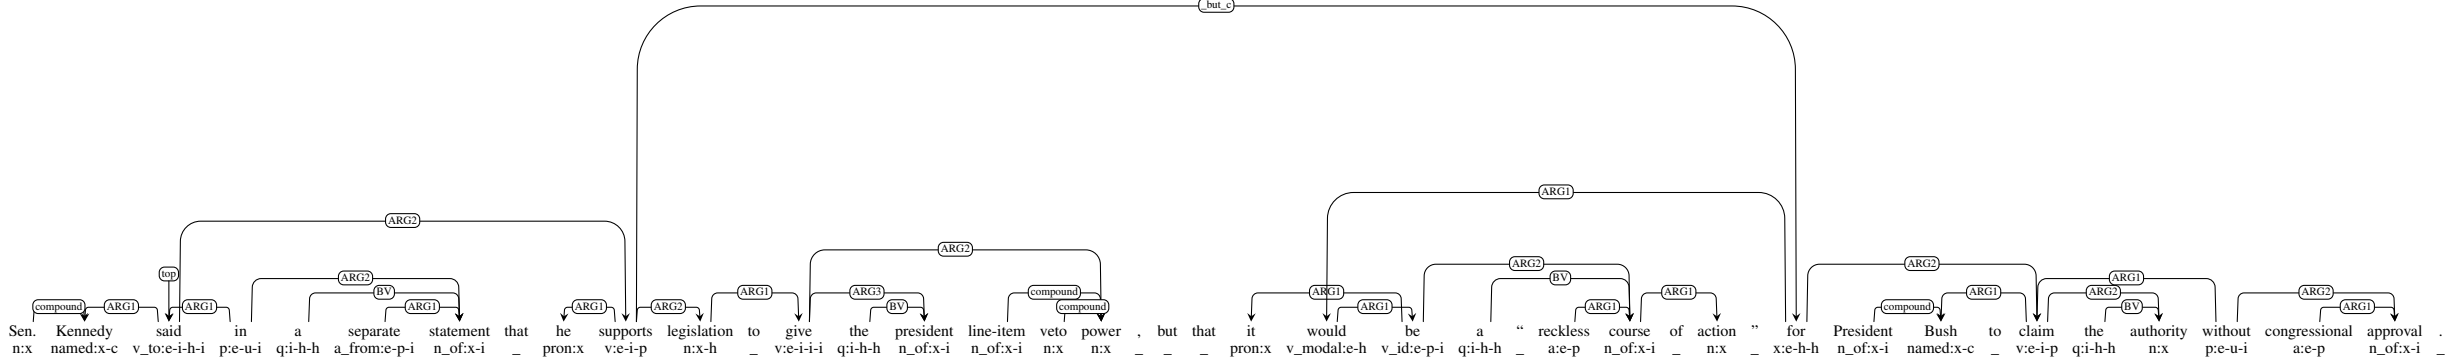 _but_c
ARG1
ARG2
ARG2
ARG2 ARG2
top ARG2 BV ARG1
BV ARG1 ARG3 compound ARG1 ARG1 ARG1 ARG2 ARG2
compound ARG1 ARG1 ARG1 ARG1 ARG2 BV compound ARG1 ARG1 compound ARG1 BV ARG1
Sen. Kennedy said in a separate statement that he supports legislation to give the president line-item veto power , but that it would be a “ reckless course of action ” for President Bush to claim the authority without congressional approval .
n:x named:x-c v_to:e-i-h-i p:e-u-i q:i-h-h a_from:e-p-i n_of:x-i _ pron:x v:e-i-p n:x-h _ v:e-i-i-i q:i-h-h n_of:x-i n_of:x-i n:x n:x _ _ _ pron:x v_modal:e-h v_id:e-p-i q:i-h-h _ a:e-p n_of:x-i _ n:x _ x:e-h-h n_of:x-i named:x-c _ v:e-i-p q:i-h-h n:x p:e-u-i a:e-p n_of:x-i _